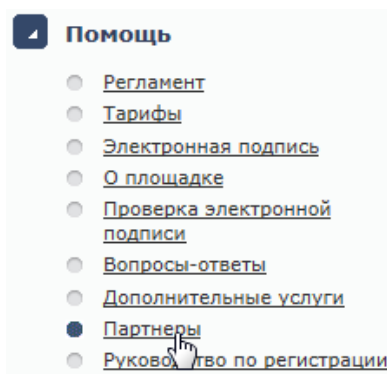 Помощь
Регламент
Тарифы
Электронная подпись
О площадке
Проверка электронной
подписи
Вопросы-ответы
Дополнительные услуги
Партнеры
Руководство по регистрации